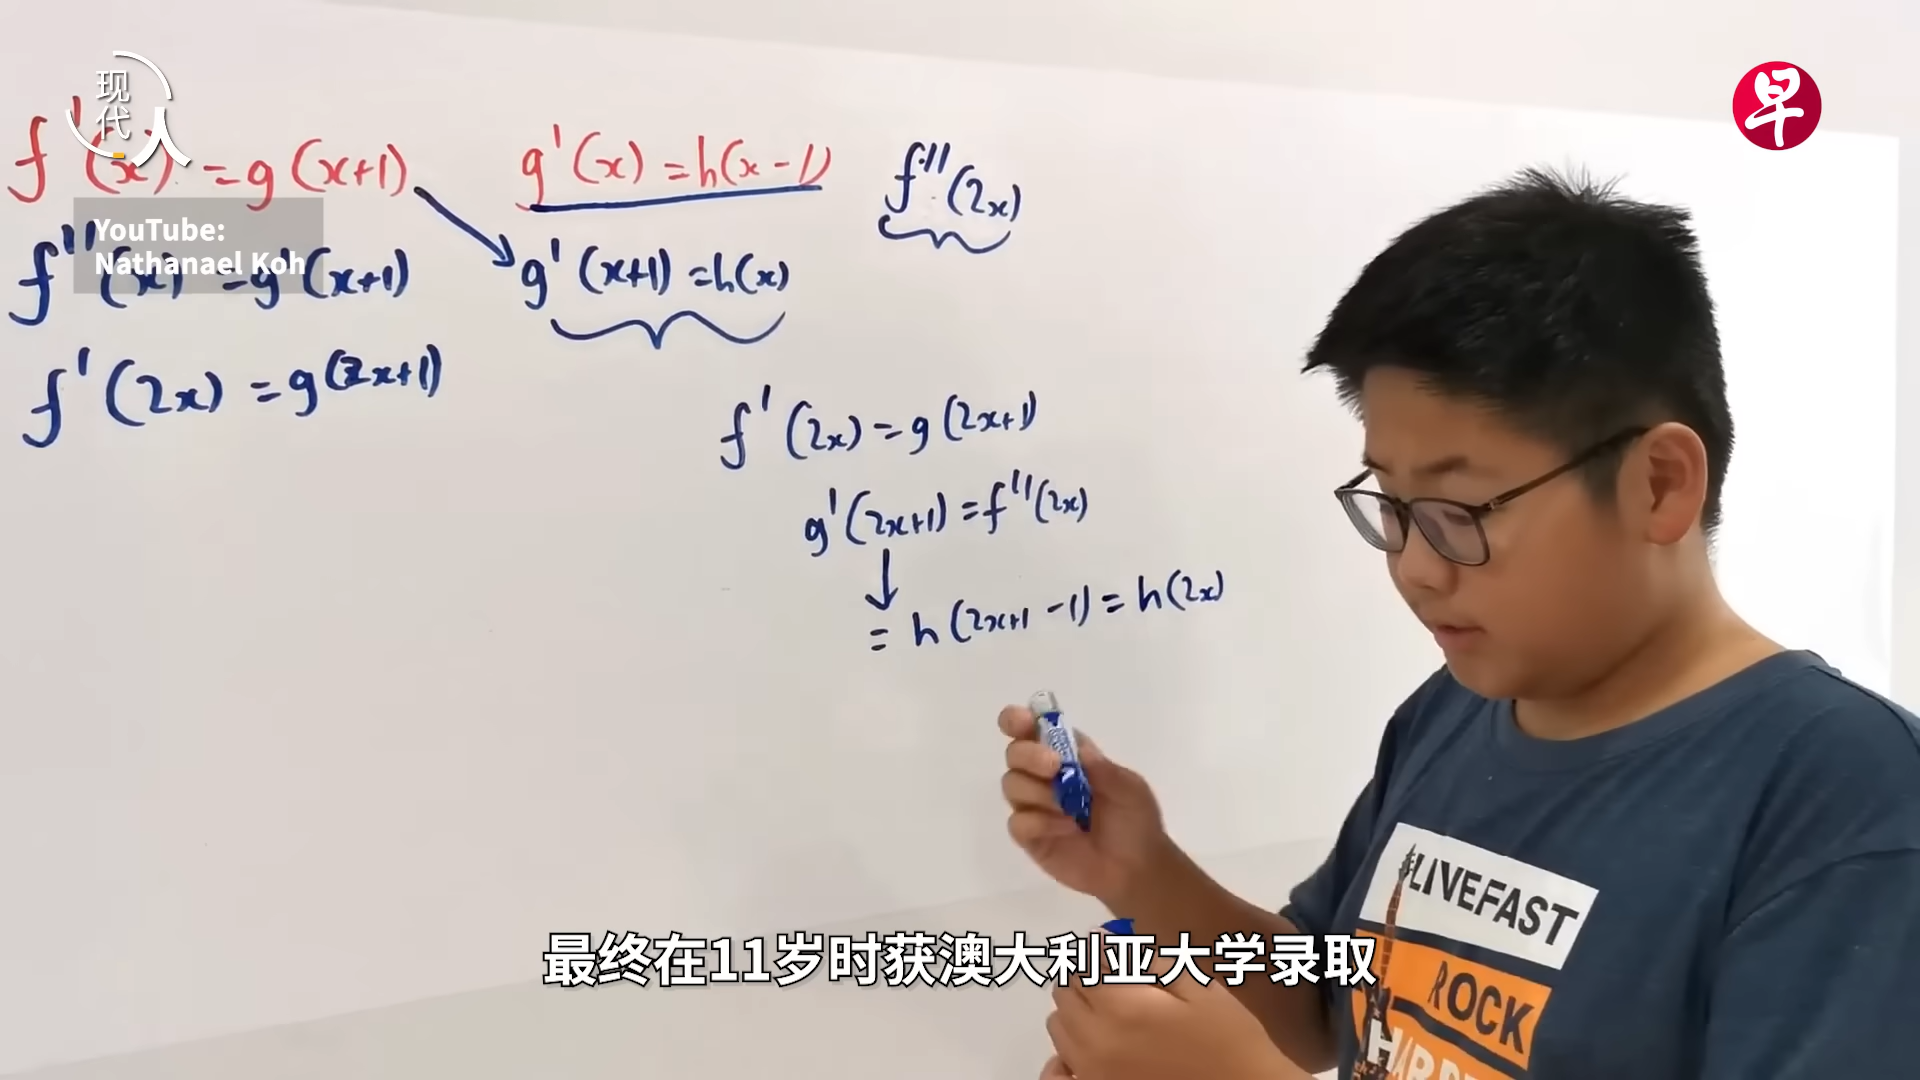 现代人
早
f'(x) = g(x+1)
g'(x) = h(x-1)
f''(2x)
YouTube:
Nathanael Koh
f''(x) = g'(x+1)
g'(x+1) = h(x)
f'(2x) = g(2x+1)
f'(2x) = g(2x+1)
g'(2x+1) = f''(2x)
= h(2x+1-1) = h(2x)
#LIVEFAST
ROCK
最终在11岁时获澳大利亚大学录取